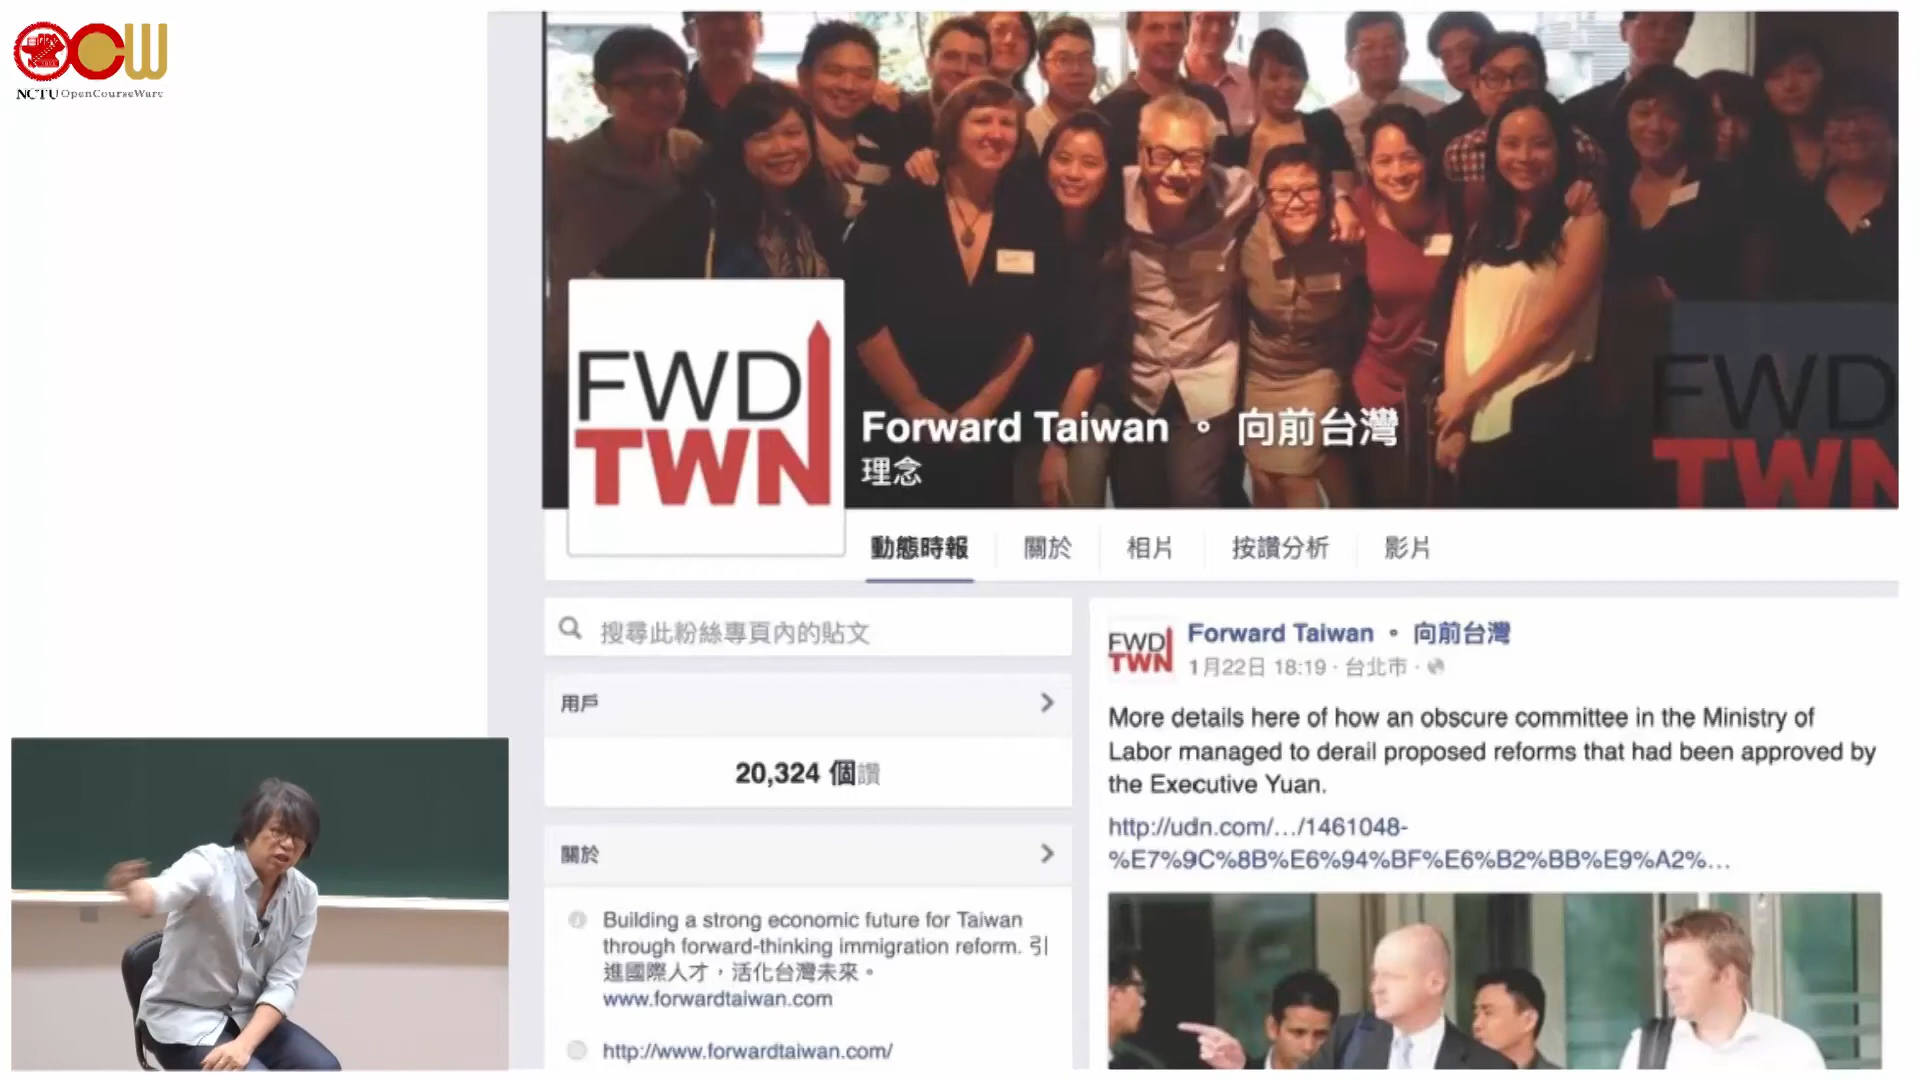 OCW
NCTU OpenCourseWare
FWD
TWN
Forward Taiwan 。 向前台灣
理念
FWD
TWN
動態時報
關於
相片
按讚分析
影片
搜尋此粉絲專頁內的貼文
用戶
20,324 個讚
關於
Building a strong economic future for Taiwan
through forward-thinking immigration reform. 引
進國際人才，活化台灣未來。
www.forwardtaiwan.com
http://www.forwardtaiwan.com/
FWD
TWN
Forward Taiwan 。 向前台灣
1月22日 18:19 · 台北市 ·
More details here of how an obscure committee in the Ministry of
Labor managed to derail proposed reforms that had been approved by
the Executive Yuan.
http://udn.com/…/1461048-
%E7%9C%8B%E6%94%BF%E6%B2%BB%E9%A2%…